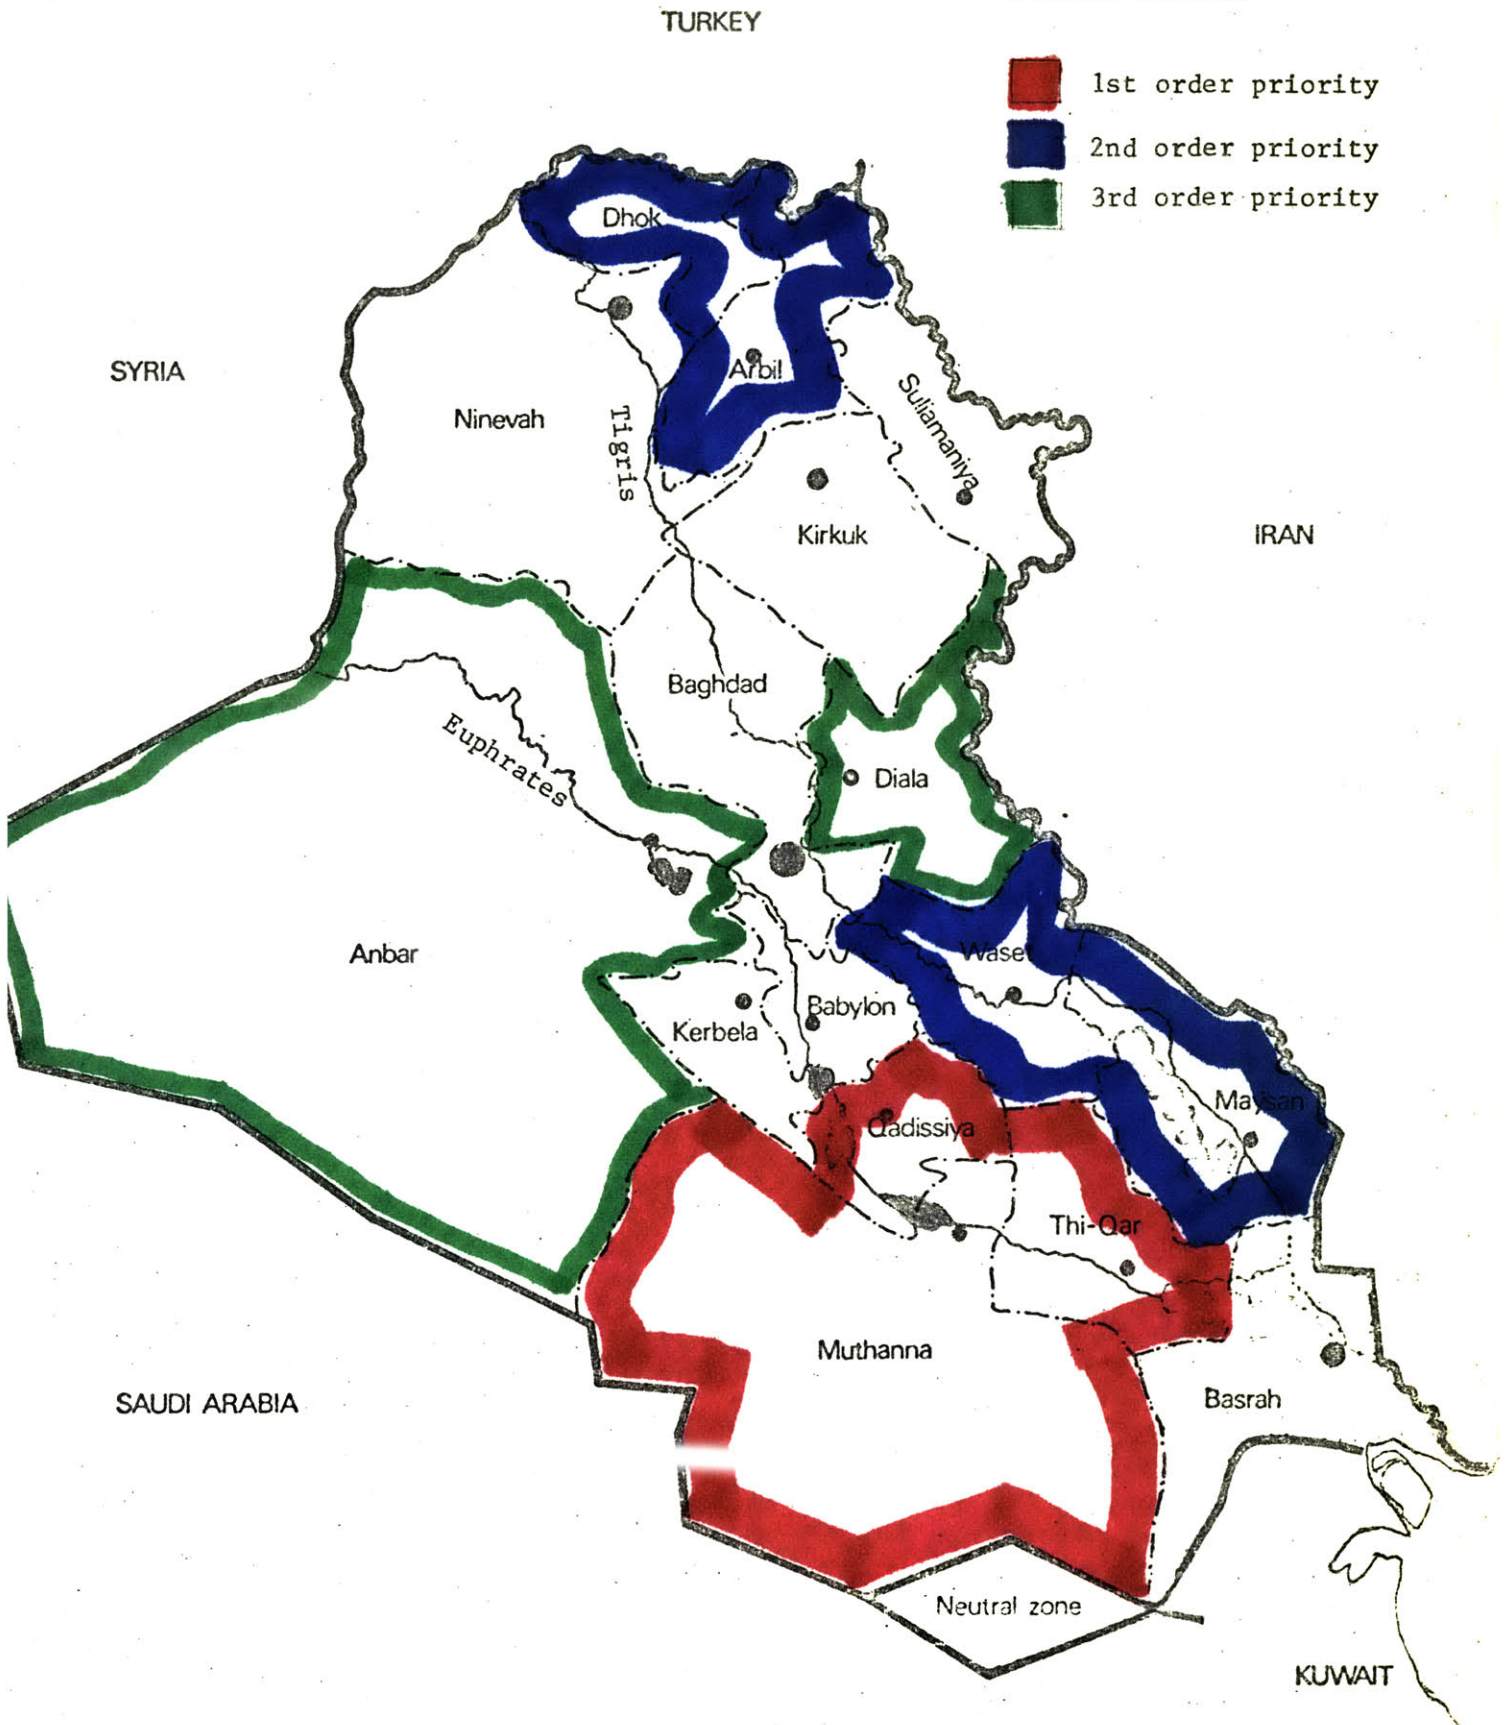 TURKEY
1st order priority
2nd order priority
3rd order priority
Dhok
SYRIA
Arbil
Suliamaniya
Ninevah
Tigris
Kirkuk
IRAN
Baghdad
Euphrates
Diala
Anbar
Waset
Babylon
Kerbela
Maysan
Qadissiya
Thi-Qar
Muthanna
SAUDI ARABIA
Basrah
Neutral zone
KUWAIT